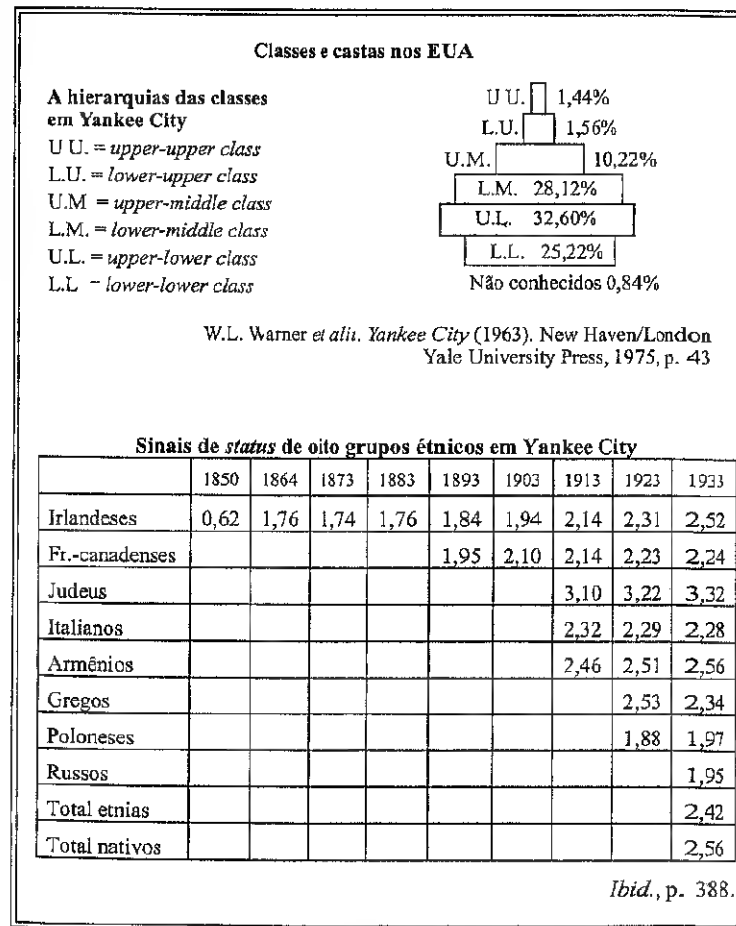 Classes e castas nos EUA
A hierarquias das classes
em Yankee City
U U. = upper-upper class
L.U. = lower-upper class
U.M = upper-middle class
L.M. = lower-middle class
U.L. = upper-lower class
L.L = lower-lower class
U U. 1,44%
L.U. 1,56%
U.M. 10,22%
L.M. 28,12%
U.L. 32,60%
L.L. 25,22%
Não conhecidos 0,84%
W.L. Warner et alii. Yankee City (1963). New Haven/London
Yale University Press, 1975, p. 43
Sinais de status de oito grupos étnicos em Yankee City
1850 1864 1873 1883 1893 1903 1913 1923 1933
Irlandeses 0,62 1,76 1,74 1,76 1,84 1,94 2,14 2,31 2,52
Fr.-canadenses 1,95 2,10 2,14 2,23 2,24
Judeus 3,10 3,22 3,32
Italianos 2,32 2,29 2,28
Armênios 2,46 2,51 2,56
Gregos 2,53 2,34
Poloneses 1,88 1,97
Russos 1,95
Total etnias 2,42
Total nativos 2,56
Ibid., p. 388.